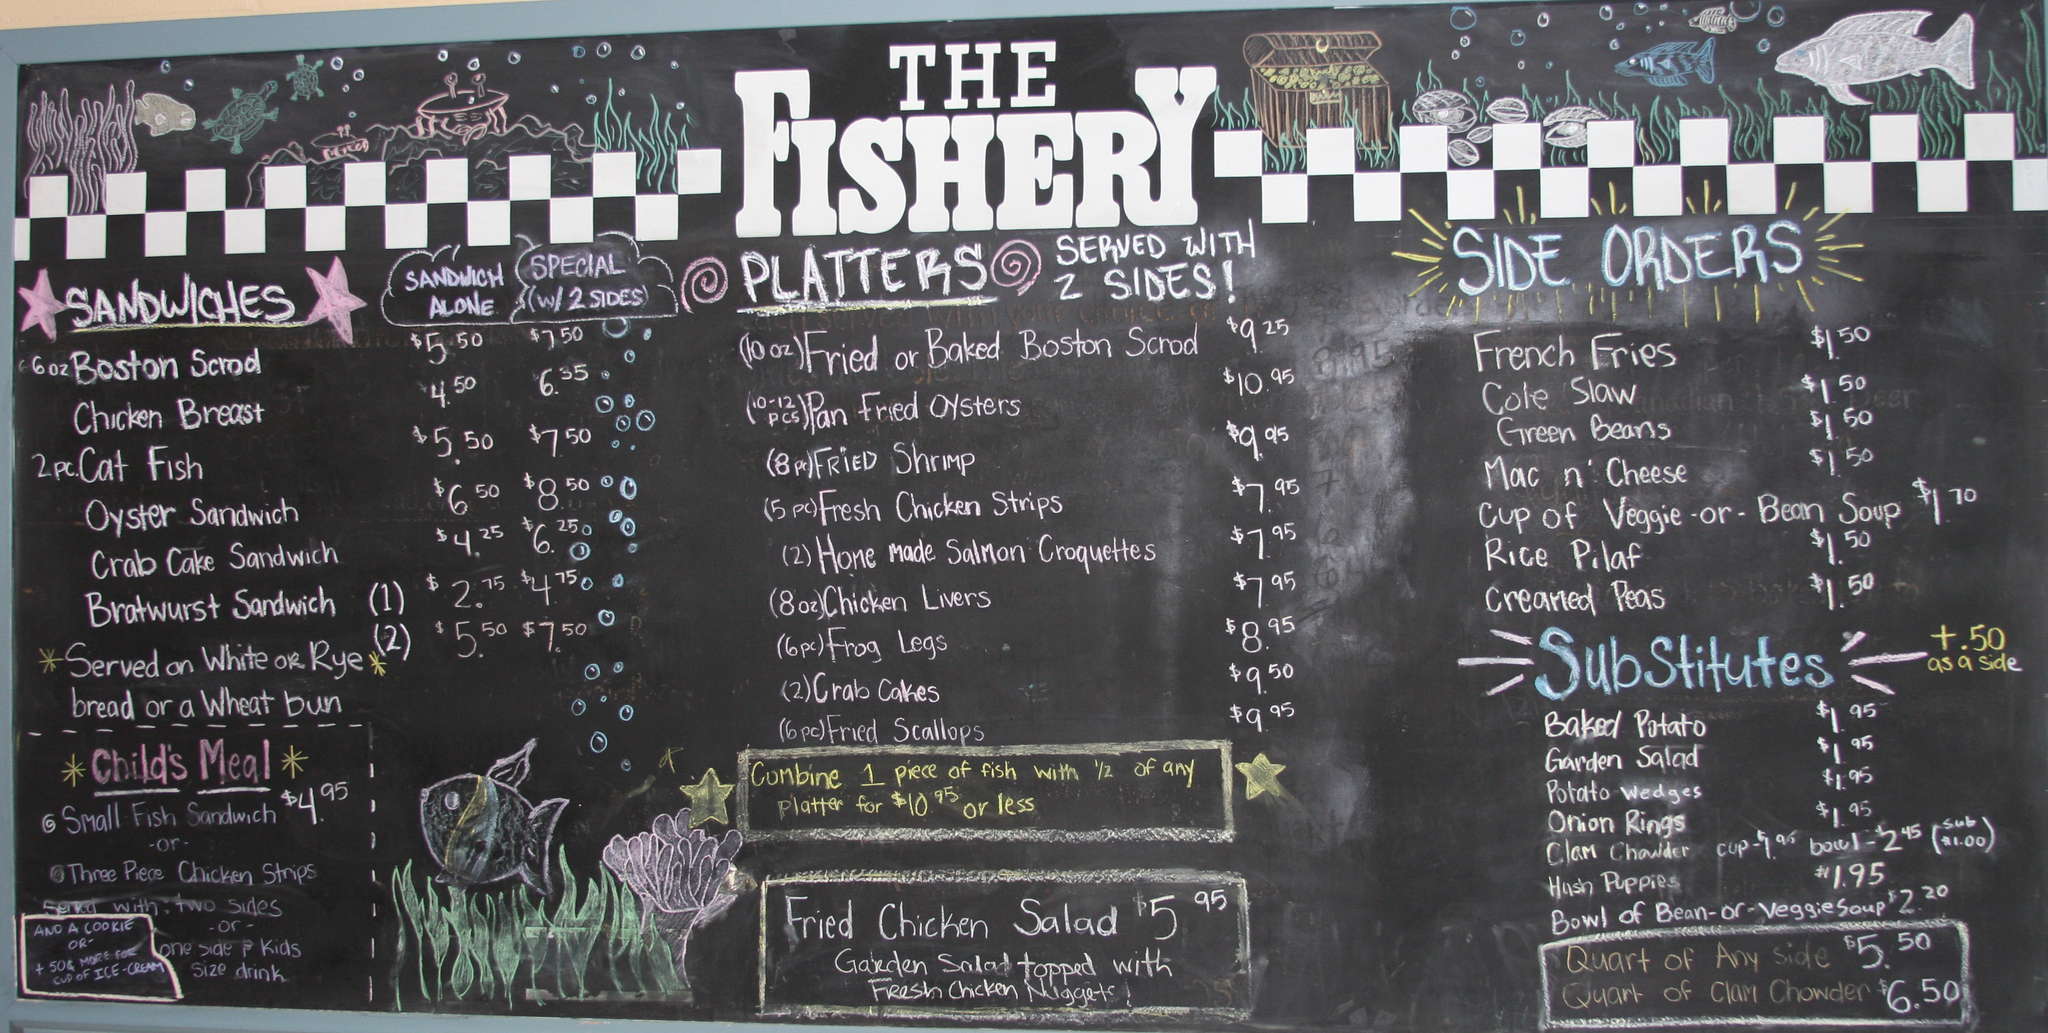 THE
FISHERY
SANDWICHES
SANDWICH ALONE
SPECIAL (W/ 2 SIDES)
6 oz Boston Scrod $5.50 $7.50
Chicken Breast 4.50 6.35
2 pc. Cat Fish $5.50 $7.50
Oyster Sandwich $6.50 $8.50
Crab Cake Sandwich $4.25 $6.25
Bratwurst Sandwich (1) $2.75 $4.75
(2) $5.50 $7.50
*Served on White or Rye*
bread or a Wheat bun
* Child's Meal *
Small Fish Sandwich $4.95
-or-
Three Piece Chicken Strips
with: two sides
-or-
one side & Kids
Size drink
AND A COOKIE
-OR-
+ 50¢ MORE FOR
CUP OF ICE-CREAM
PLATTERS SERVED WITH
2 SIDES!
(10 oz) Fried or Baked Boston Scrod $9.25
(10-12 pcs) Pan Fried Oysters $10.95
(8 pc) FRIED Shrimp $9.95
(5 pc) Fresh Chicken Strips $7.95
(2) Home made Salmon Croquettes $7.95
(8 oz) Chicken Livers $7.95
(6 pc) Frog Legs $8.95
(2) Crab Cakes $9.50
(6 pc) Fried Scallops $9.95
Combine 1 piece of fish with 1/2 of any
platter for $10.95 or less
Fried Chicken Salad $5.95
Garden Salad topped with
Fresh Chicken Nuggets!
SIDE ORDERS
French Fries $1.50
Cole Slaw $1.50
Green Beans $1.50
Mac n' Cheese $1.50
Cup of Veggie -or- Bean Soup $1.70
Rice Pilaf $1.50
Creamed Peas $1.50
Substitutes +.50
as a side
Baked Potato $1.95
Garden Salad $1.95
Potato Wedges $1.95
Onion Rings $1.95
Clam Chowder cup-$1.95 bowl-$2.45 (sub $1.00)
Hush Puppies $1.95
Bowl of Bean-or-Veggie Soup $2.20
Quart of Any Side $5.50
Quart of Clam Chowder $6.50